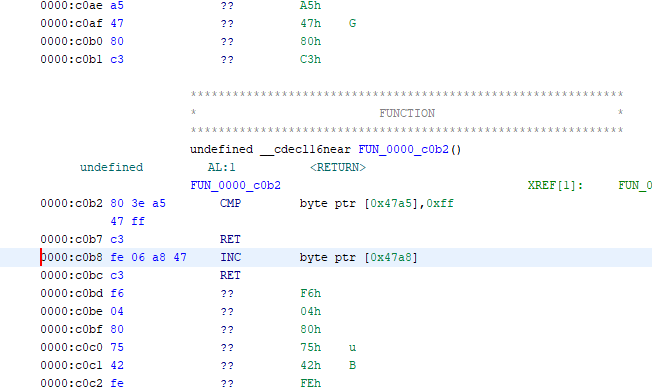 0000:c0ae a5 ?? A5h
0000:c0af 47 ?? 47h G
0000:c0b0 80 ?? 80h
0000:c0b1 c3 ?? C3h
**************************************************************
* FUNCTION *
**************************************************************
undefined __cdecl16near FUN_0000_c0b2()
undefined AL:1 <RETURN>
FUN_0000_c0b2 XREF[1]: FUN_0
0000:c0b2 80 3e a5 CMP byte ptr [0x47a5],0xff
47 ff
0000:c0b7 c3 RET
0000:c0b8 fe 06 a8 47 INC byte ptr [0x47a8]
0000:c0bc c3 RET
0000:c0bd f6 ?? F6h
0000:c0be 04 ?? 04h
0000:c0bf 80 ?? 80h
0000:c0c0 75 ?? 75h u
0000:c0c1 42 ?? 42h B
0000:c0c2 fe ?? FEh